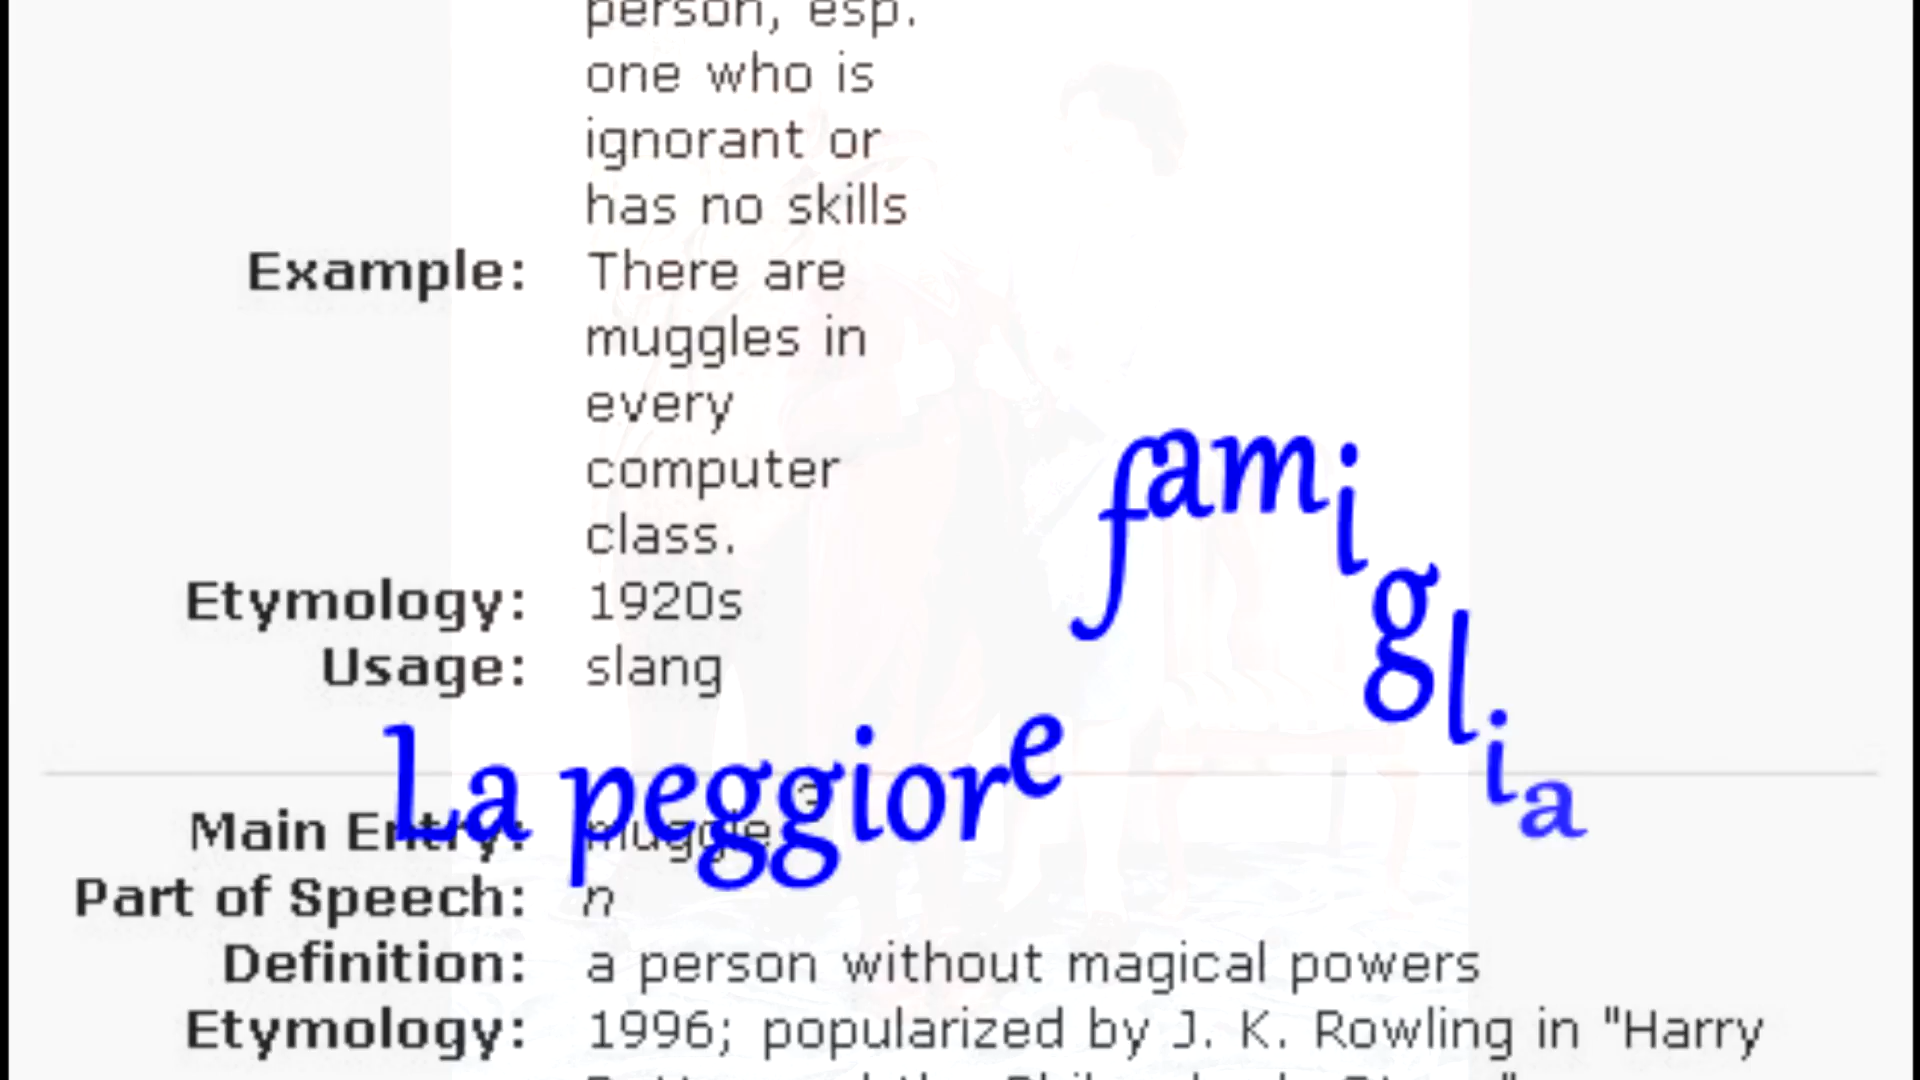 person, esp.
one who is
ignorant or
has no skills
Example: There are
muggles in
every
computer
class.
Etymology: 1920s
Usage: slang
La peggiore famiglia
Main Entry: muggle
Part of Speech: n
Definition: a person without magical powers
Etymology: 1996; popularized by J. K. Rowling in "Harry